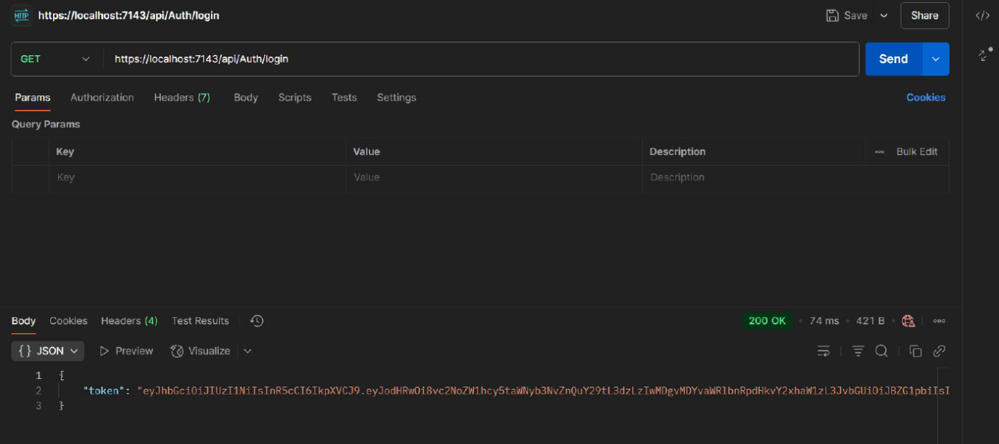 HTTP https://localhost:7143/api/Auth/login Save Share </>
GET https://localhost:7143/api/Auth/login Send
Params Authorization Headers (7) Body Scripts Tests Settings Cookies
Query Params
Key Value Description Bulk Edit
Key Value Description
Body Cookies Headers (4) Test Results 200 OK • 74 ms • 421 B •
{ } JSON Preview Visualize
1 {
2 "token": "eyJhbGciOiJIUzI1NiIsInR5cCI6IkpXVCJ9.eyJodHRwOi8vc2NoZW1hcy5taWNyb3NvZnQuY29tL3dzLzIwMDgvMDYvaWRlbnRpdHkvY2xhaW1zL3JvbGUiOiJBZG1pbiIsI
3 }